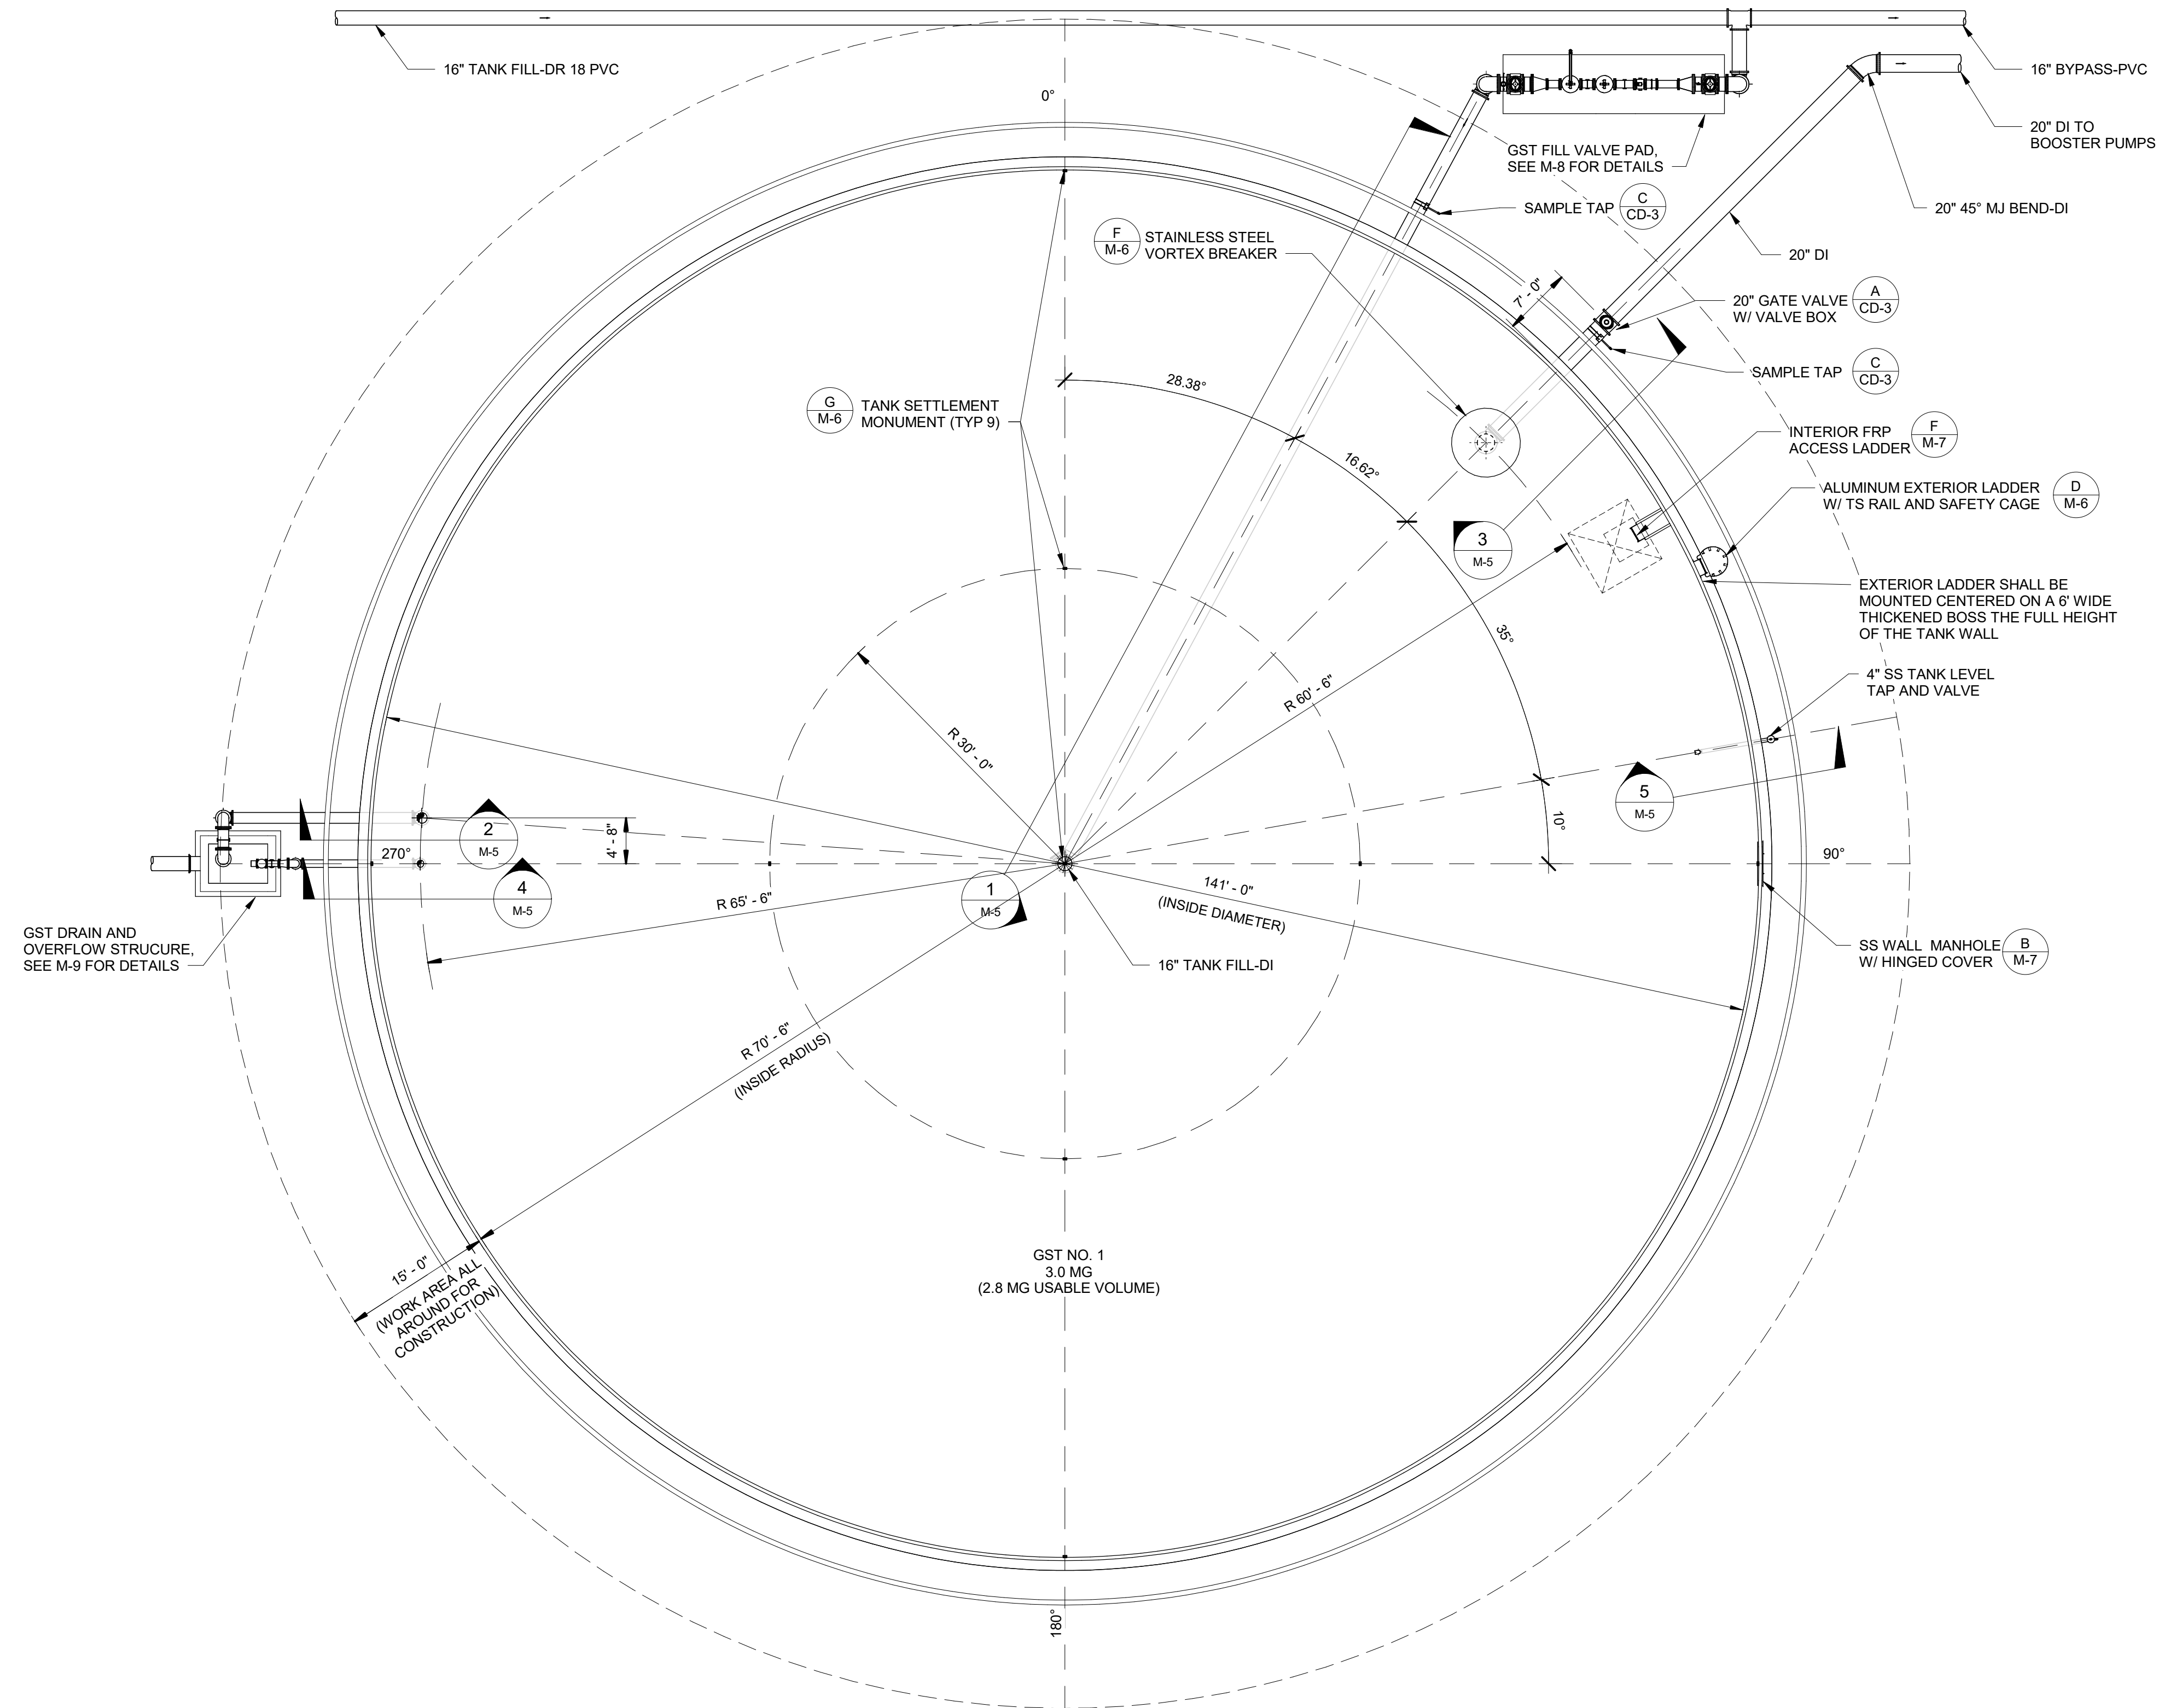 16" TANK FILL-DR 18 PVC
16" BYPASS-PVC
0°
20" DI TO
BOOSTER PUMPS
GST FILL VALVE PAD,
SEE M-8 FOR DETAILS
SAMPLE TAP
C
CD-3
20" 45° MJ BEND-DI
F
M-6
STAINLESS STEEL
VORTEX BREAKER
20" DI
7' - 0"
20" GATE VALVE
W/ VALVE BOX
A
CD-3
SAMPLE TAP
C
CD-3
28.38°
G
M-6
TANK SETTLEMENT
MONUMENT (TYP 9)
16.62°
INTERIOR FRP
ACCESS LADDER
F
M-7
ALUMINUM EXTERIOR LADDER
W/ TS RAIL AND SAFETY CAGE
D
M-6
3
M-5
EXTERIOR LADDER SHALL BE
MOUNTED CENTERED ON A 6' WIDE
THICKENED BOSS THE FULL HEIGHT
OF THE TANK WALL
35°
4" SS TANK LEVEL
TAP AND VALVE
R 60' - 6"
R 30' - 0"
5
M-5
10°
2
M-5
4' - 8"
270°
90°
4
M-5
1
M-5
R 65' - 6"
141' - 0"
(INSIDE DIAMETER)
GST DRAIN AND
OVERFLOW STRUCURE,
SEE M-9 FOR DETAILS
16" TANK FILL-DI
SS WALL  MANHOLE
W/ HINGED COVER
B
M-7
R 70' - 6"
(INSIDE RADIUS)
15' - 0"
(WORK AREA ALL
AROUND FOR
CONSTRUCTION)
GST NO. 1
3.0 MG
(2.8 MG USABLE VOLUME)
180°